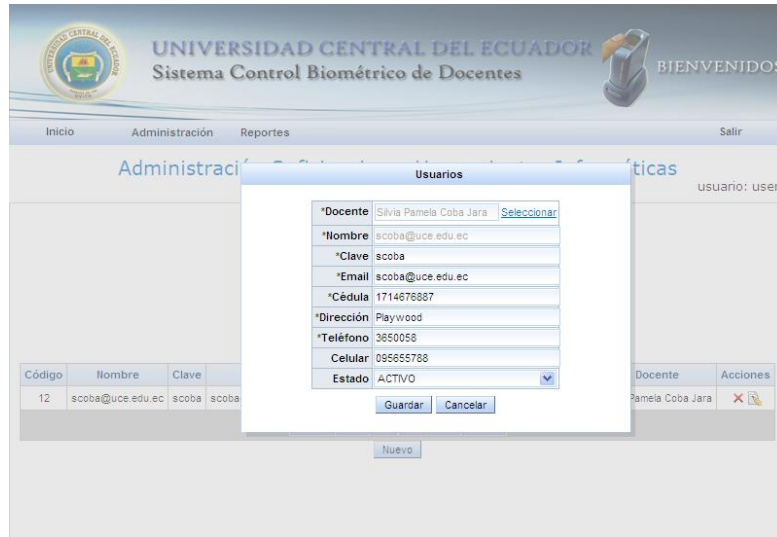 UNIVERSIDAD CENTRAL DEL ECUADOR
Sistema Control Biométrico de Docentes
BIENVENIDOS
Inicio Administración Reportes Salir
Administraci ticas
usuario: user
Usuarios
*Docente Silvia Pamela Coba Jara Seleccionar
*Nombre scoba@uce.edu.ec
*Clave scoba
*Email scoba@uce.edu.ec
*Cédula 1714676887
*Dirección Playwood
*Teléfono 3650058
Celular 095655788
Estado ACTIVO
Guardar Cancelar
Código Nombre Clave Docente Acciones
12 scoba@uce.edu.ec scoba scoba Pamela Coba Jara
Nuevo